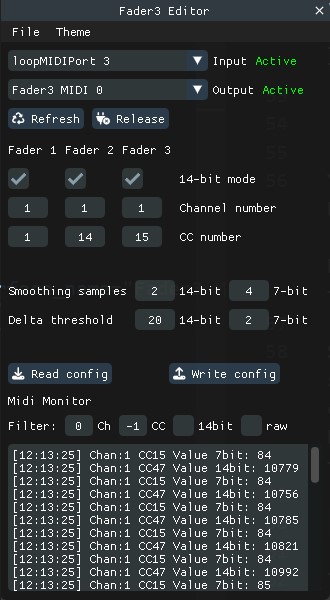 Fader3 Editor
File Theme
loopMIDIPort 3 Input Active
Fader3 MIDI 0 Output Active
Refresh Release
Fader 1 Fader 2 Fader 3
14-bit mode
1 1 1 Channel number
1 14 15 CC number
Smoothing samples 2 14-bit 4 7-bit
Delta threshold 20 14-bit 2 7-bit
Read config Write config
Midi Monitor
Filter: 0 Ch -1 CC 14bit raw
[12:13:25] Chan:1 CC15 Value 7bit: 84
[12:13:25] Chan:1 CC47 Value 14bit: 10779
[12:13:25] Chan:1 CC15 Value 7bit: 84
[12:13:25] Chan:1 CC47 Value 14bit: 10756
[12:13:25] Chan:1 CC15 Value 7bit: 84
[12:13:25] Chan:1 CC47 Value 14bit: 10785
[12:13:25] Chan:1 CC15 Value 7bit: 84
[12:13:25] Chan:1 CC47 Value 14bit: 10821
[12:13:25] Chan:1 CC15 Value 7bit: 84
[12:13:25] Chan:1 CC47 Value 14bit: 10992
[12:13:25] Chan:1 CC15 Value 7bit: 85